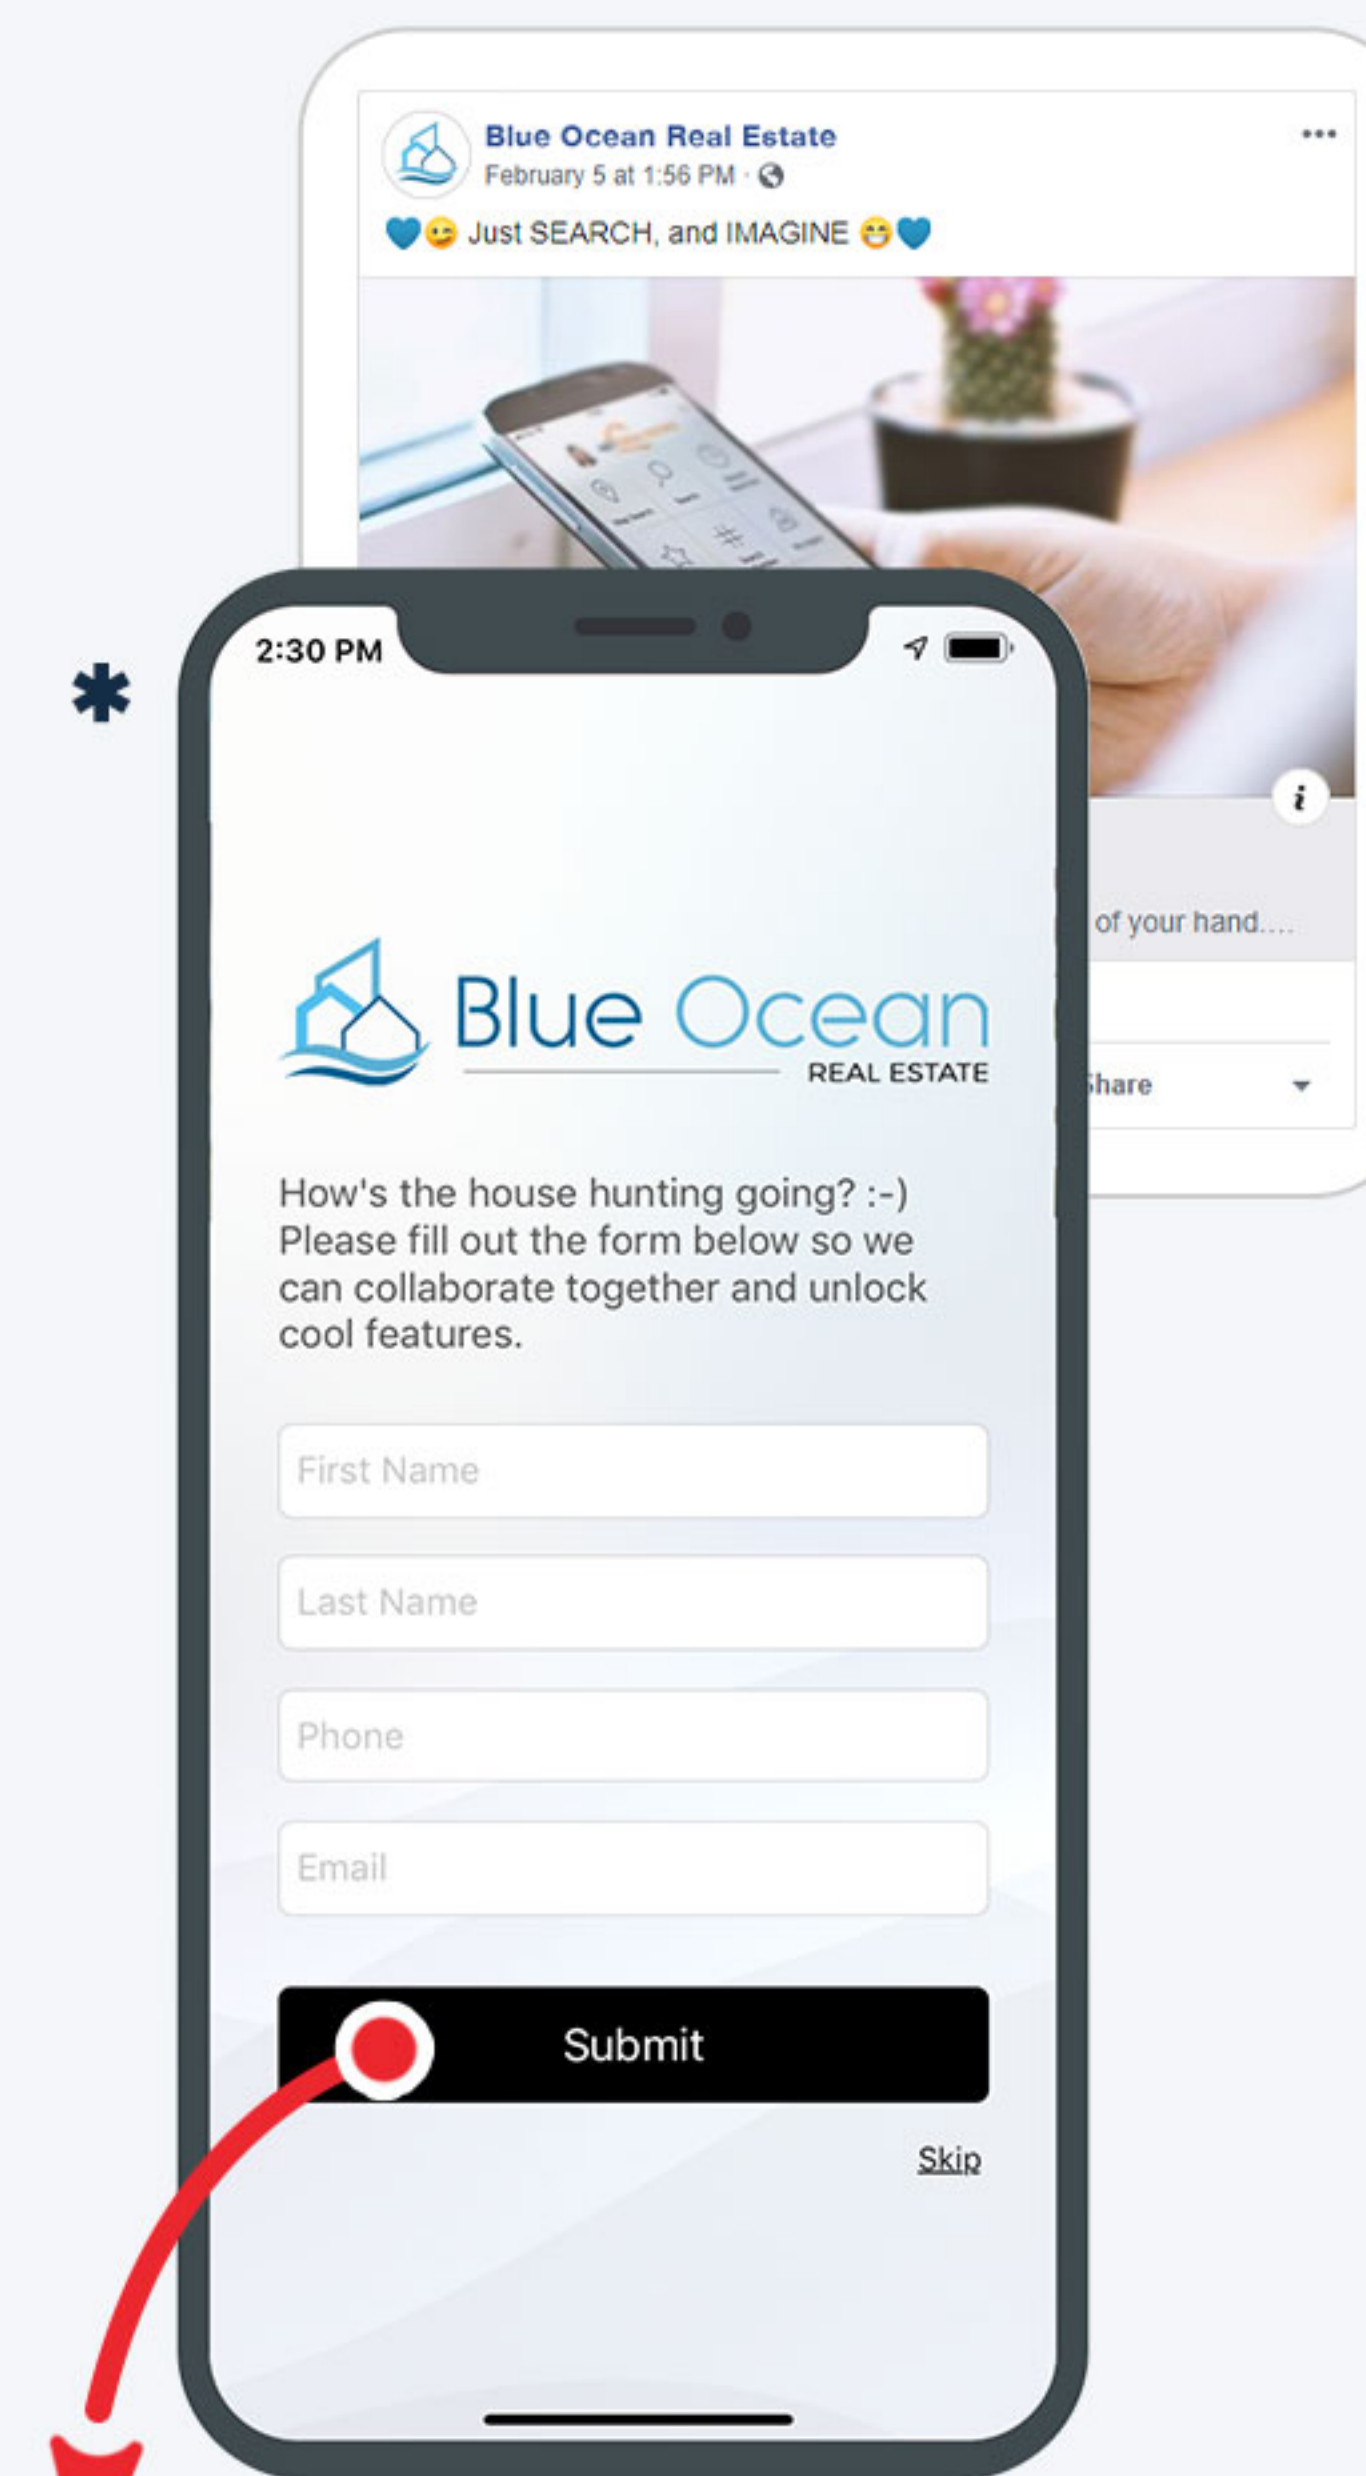 Blue Ocean Real Estate
February 5 at 1:56 PM ·
💙😉 Just SEARCH, and IMAGINE 😁💙
2:30 PM
i
of your hand....
Share
Blue Ocean
REAL ESTATE
How's the house hunting going? :-)
Please fill out the form below so we
can collaborate together and unlock
cool features.
First Name
Last Name
Phone
Email
Submit
Skip
*